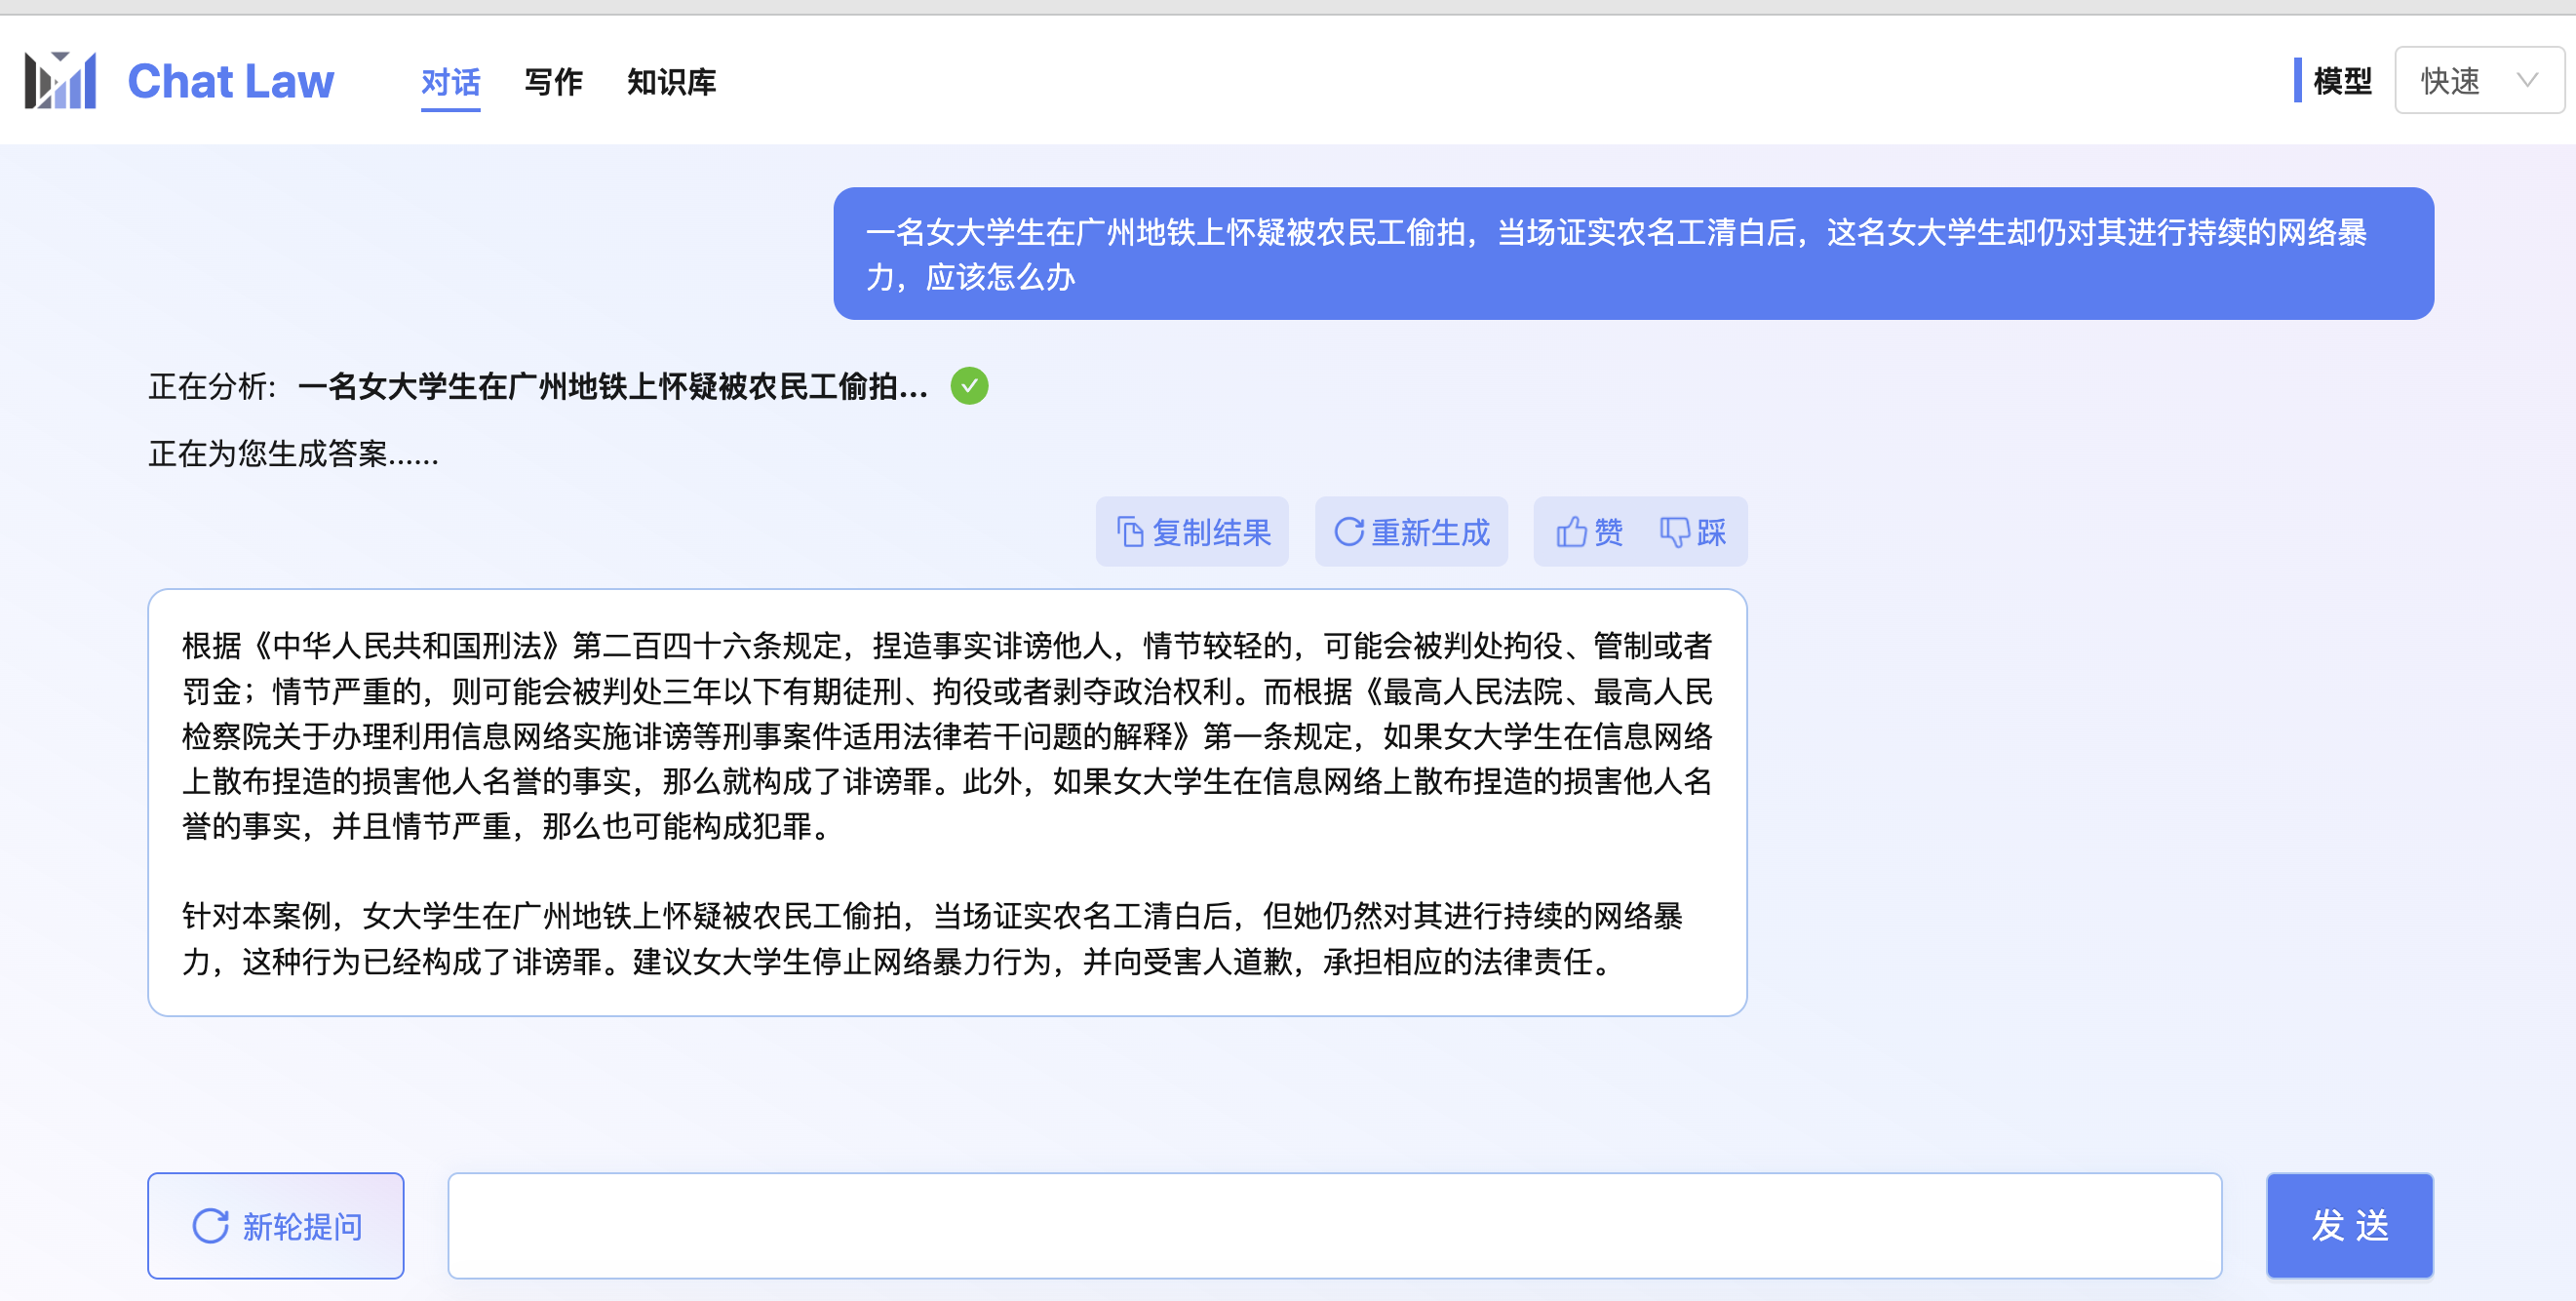 Chat Law
对话 写作 知识库
模型 快速
一名女大学生在广州地铁上怀疑被农民工偷拍，当场证实农名工清白后，这名女大学生却仍对其进行持续的网络暴
力，应该怎么办
正在分析: 一名女大学生在广州地铁上怀疑被农民工偷拍...
正在为您生成答案......
复制结果 重新生成 赞 踩
根据《中华人民共和国刑法》第二百四十六条规定，捏造事实诽谤他人，情节较轻的，可能会被判处拘役、管制或者
罚金；情节严重的，则可能会被判处三年以下有期徒刑、拘役或者剥夺政治权利。而根据《最高人民法院、最高人民
检察院关于办理利用信息网络实施诽谤等刑事案件适用法律若干问题的解释》第一条规定，如果女大学生在信息网络
上散布捏造的损害他人名誉的事实，那么就构成了诽谤罪。此外，如果女大学生在信息网络上散布捏造的损害他人名
誉的事实，并且情节严重，那么也可能构成犯罪。
针对本案例，女大学生在广州地铁上怀疑被农民工偷拍，当场证实农名工清白后，但她仍然对其进行持续的网络暴
力，这种行为已经构成了诽谤罪。建议女大学生停止网络暴力行为，并向受害人道歉，承担相应的法律责任。
新轮提问
发 送